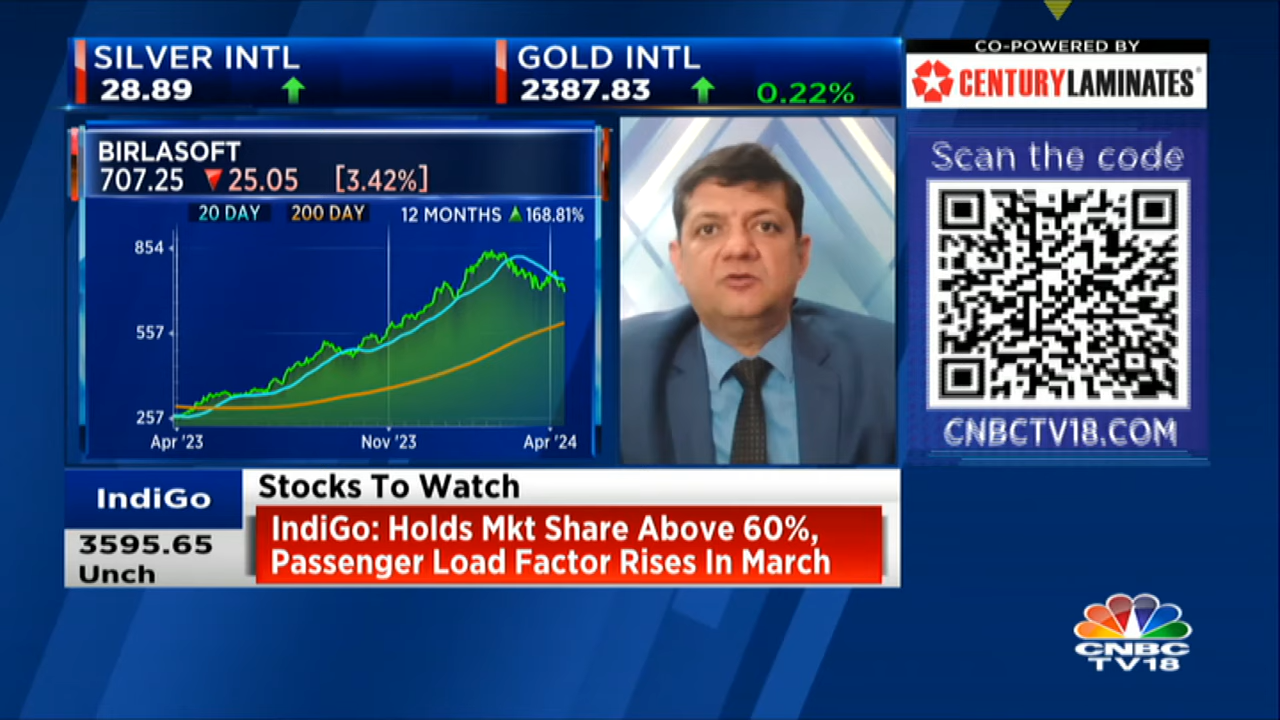 SILVER INTL
28.89
GOLD INTL
2387.83 0.22%
CO-POWERED BY
CENTURYLAMINATES®
BIRLASOFT
707.25 ▼25.05 [3.42%]
20 DAY 200 DAY 12 MONTHS ▲168.81%
854
557
257
Apr '23 Nov '23 Apr '24
Scan the code
CNBCTV18.COM
IndiGo
3595.65
Unch
Stocks To Watch
IndiGo: Holds Mkt Share Above 60%,
Passenger Load Factor Rises In March
CNBC
TV18